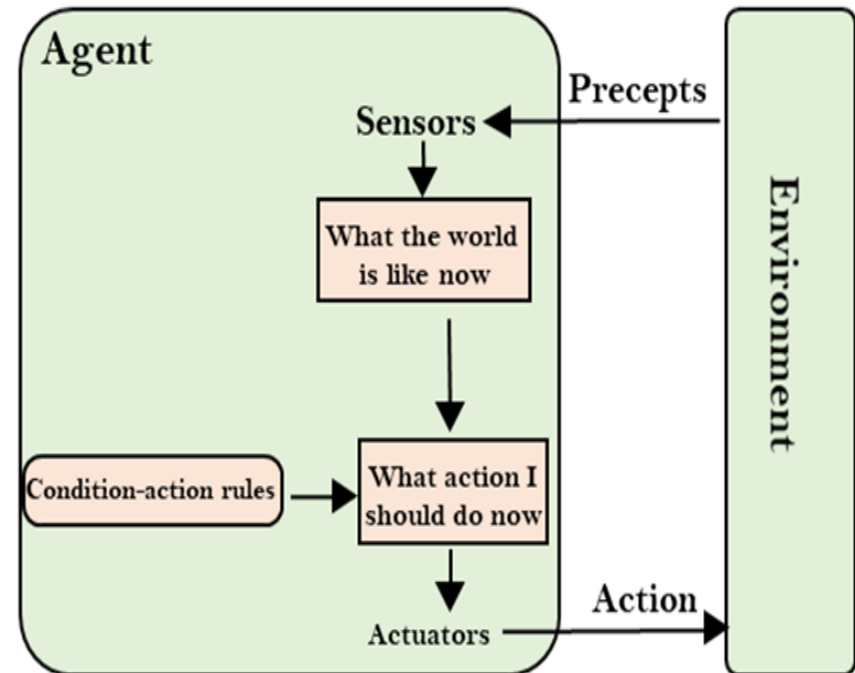 Agent
Precepts
Sensors
What the world
is like now
Environment
Condition-action rules
What action I
should do now
Action
Actuators